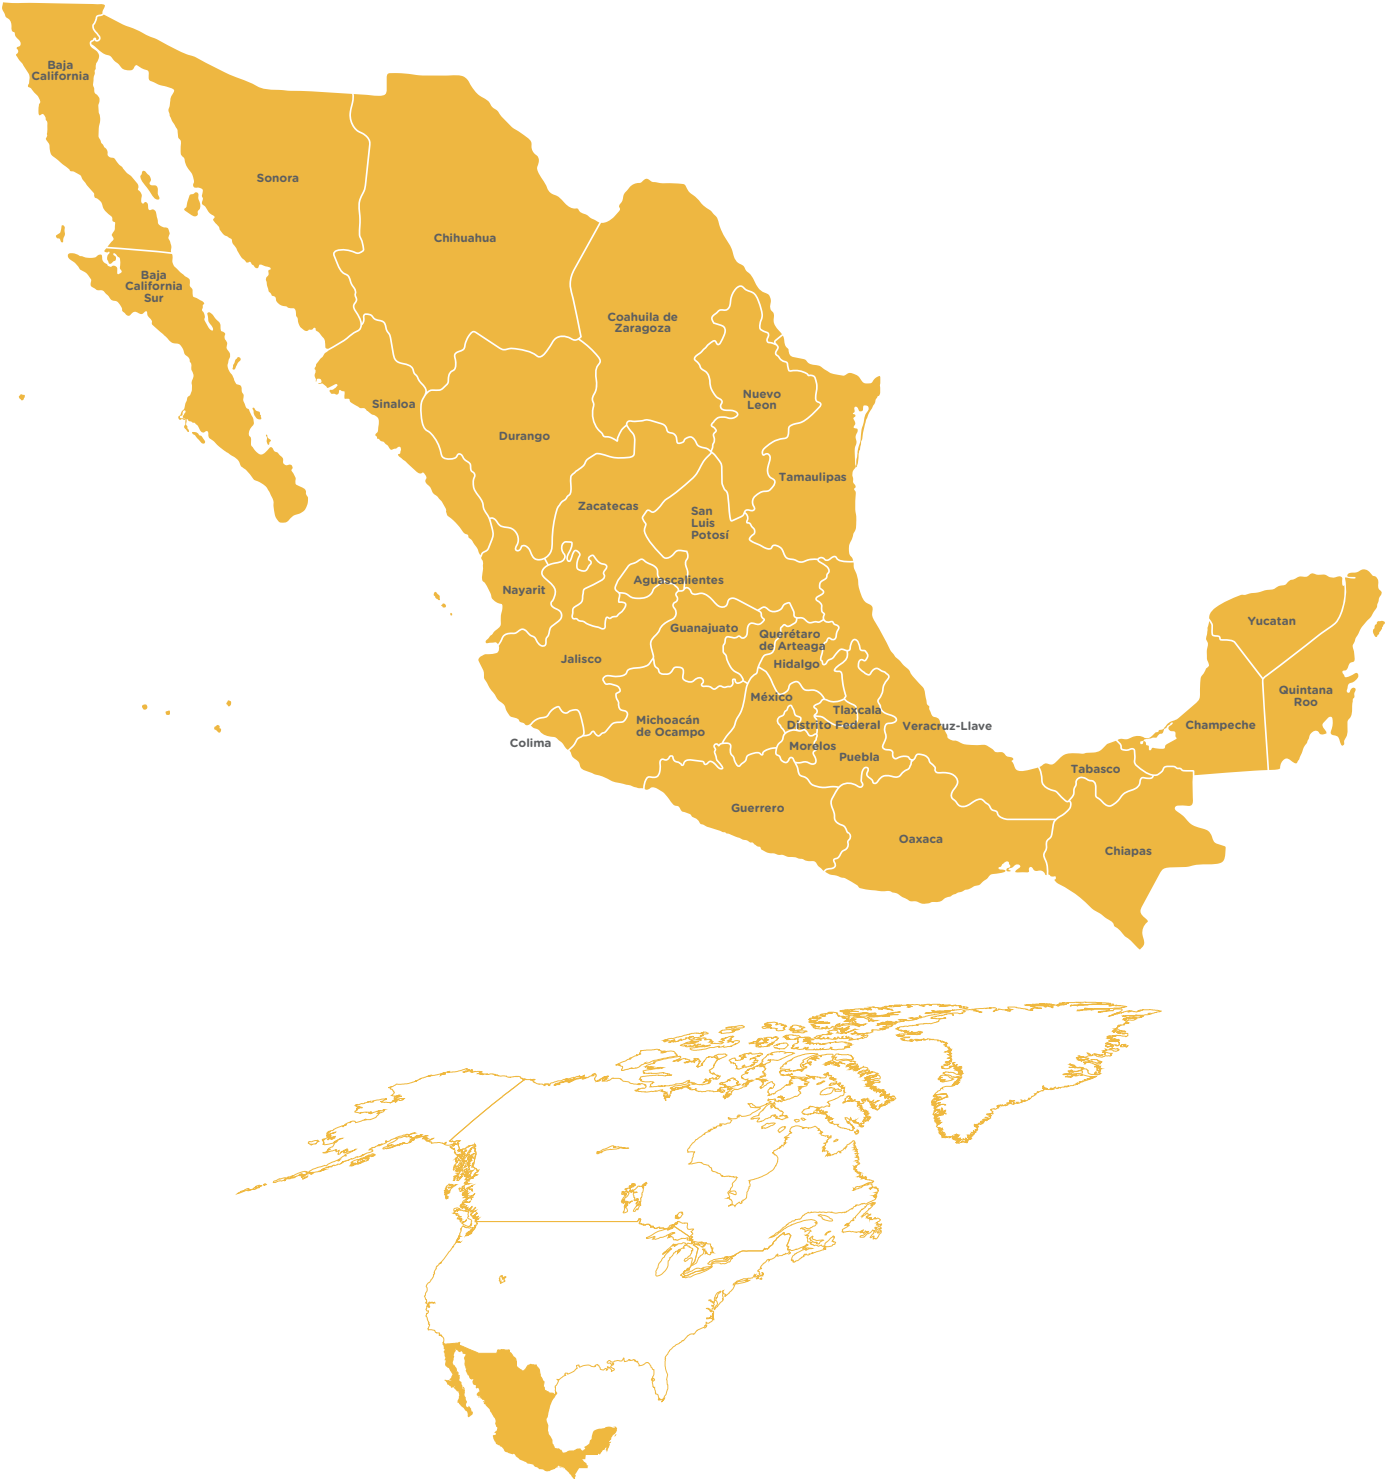 Baja
California
Sonora
Chihuahua
Baja
California
Sur
Coahuila de
Zaragoza
Nuevo
Leon
Sinaloa
Durango
Tamaulipas
Zacatecas
San
Luis
Potosí
Aguascalientes
Nayarit
Guanajuato
Querétaro
de Arteaga
Yucatan
Jalisco
Hidalgo
México
Quintana
Roo
Tlaxcala
Michoacán
de Ocampo
Distrito Federal
Veracruz-Llave
Champeche
Colima
Morelos
Puebla
Tabasco
Guerrero
Oaxaca
Chiapas